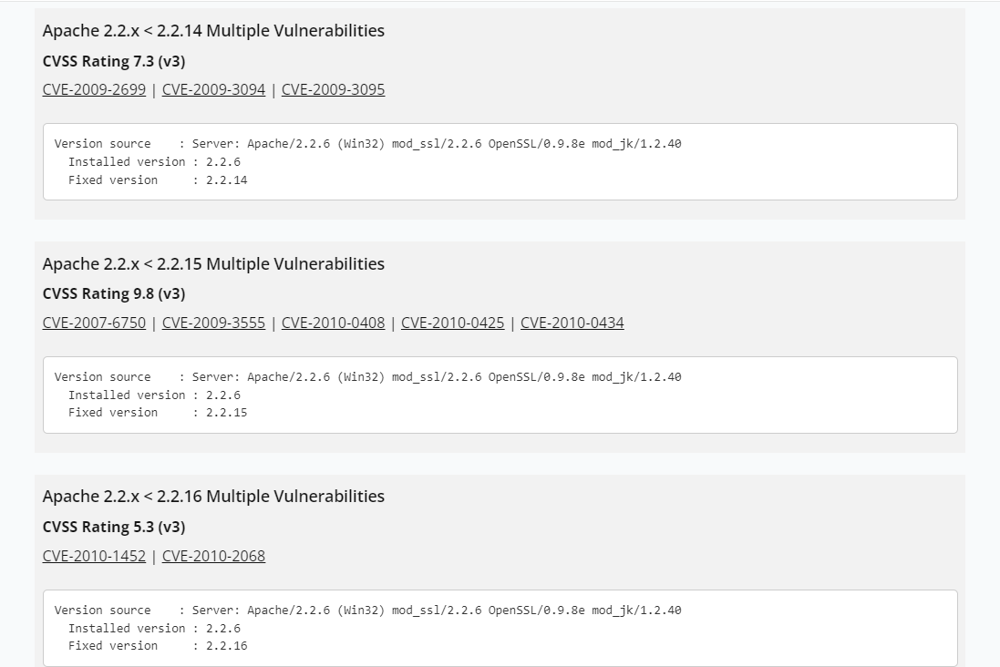 Apache 2.2.x < 2.2.14 Multiple Vulnerabilities
CVSS Rating 7.3 (v3)
CVE-2009-2699 | CVE-2009-3094 | CVE-2009-3095
Version source    : Server: Apache/2.2.6 (Win32) mod_ssl/2.2.6 OpenSSL/0.9.8e mod_jk/1.2.40
  Installed version : 2.2.6
  Fixed version     : 2.2.14
Apache 2.2.x < 2.2.15 Multiple Vulnerabilities
CVSS Rating 9.8 (v3)
CVE-2007-6750 | CVE-2009-3555 | CVE-2010-0408 | CVE-2010-0425 | CVE-2010-0434
Version source    : Server: Apache/2.2.6 (Win32) mod_ssl/2.2.6 OpenSSL/0.9.8e mod_jk/1.2.40
  Installed version : 2.2.6
  Fixed version     : 2.2.15
Apache 2.2.x < 2.2.16 Multiple Vulnerabilities
CVSS Rating 5.3 (v3)
CVE-2010-1452 | CVE-2010-2068
Version source    : Server: Apache/2.2.6 (Win32) mod_ssl/2.2.6 OpenSSL/0.9.8e mod_jk/1.2.40
  Installed version : 2.2.6
  Fixed version     : 2.2.16